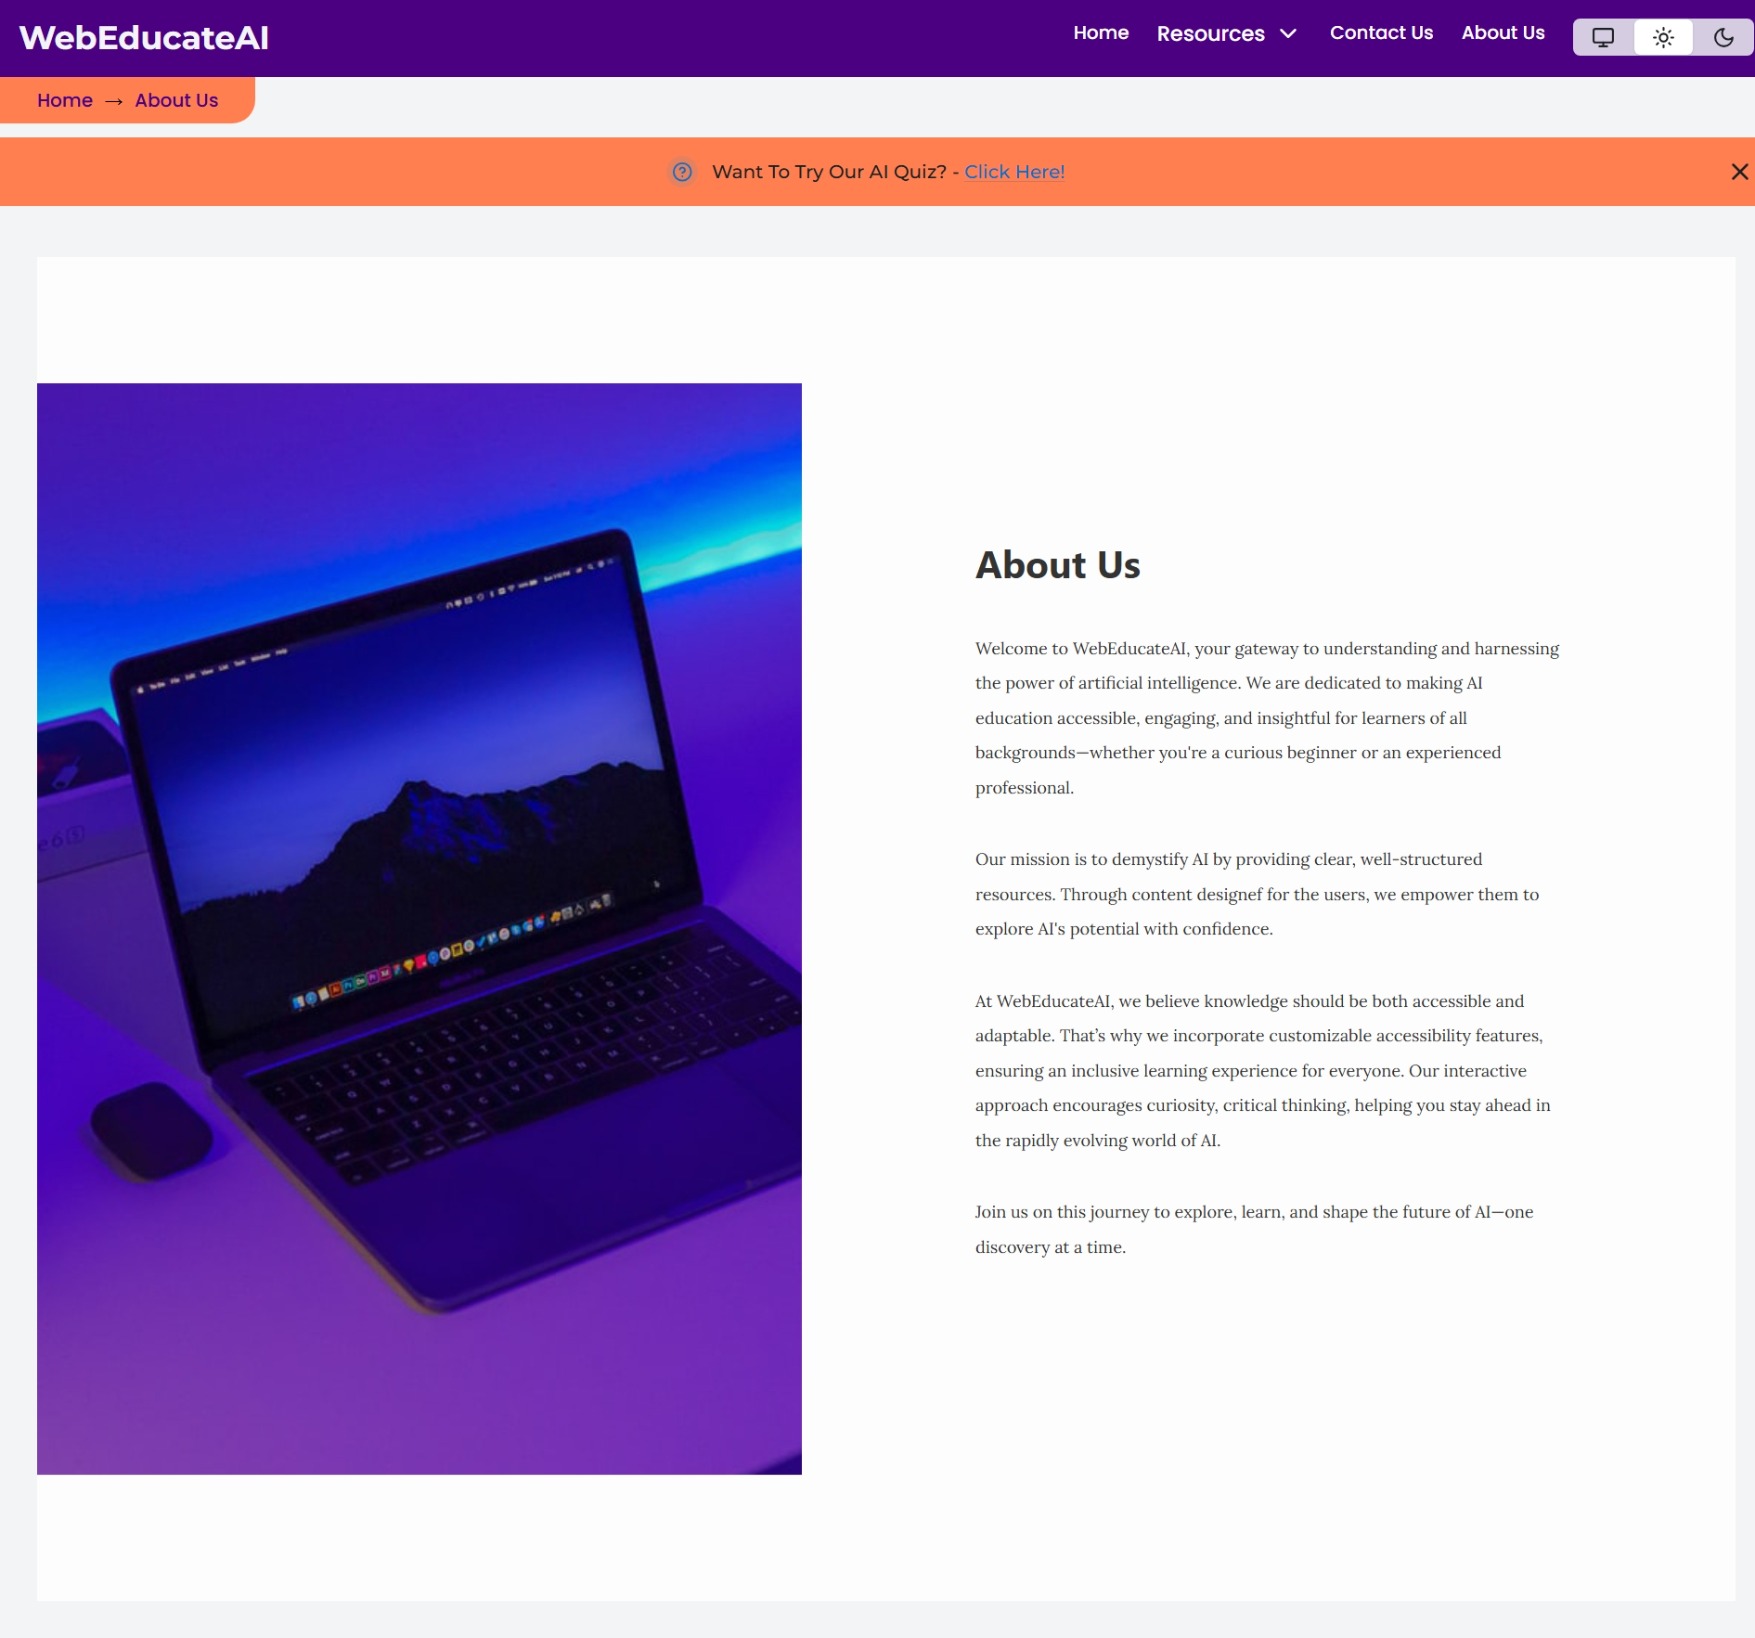 WebEducateAI
Home
Resources
Contact Us
About Us
Home → About Us
Want To Try Our AI Quiz? - Click Here!
About Us
Welcome to WebEducateAI, your gateway to understanding and harnessing
the power of artificial intelligence. We are dedicated to making AI
education accessible, engaging, and insightful for learners of all
backgrounds—whether you're a curious beginner or an experienced
professional.
Our mission is to demystify AI by providing clear, well-structured
resources. Through content designef for the users, we empower them to
explore AI's potential with confidence.
At WebEducateAI, we believe knowledge should be both accessible and
adaptable. That’s why we incorporate customizable accessibility features,
ensuring an inclusive learning experience for everyone. Our interactive
approach encourages curiosity, critical thinking, helping you stay ahead in
the rapidly evolving world of AI.
Join us on this journey to explore, learn, and shape the future of AI—one
discovery at a time.